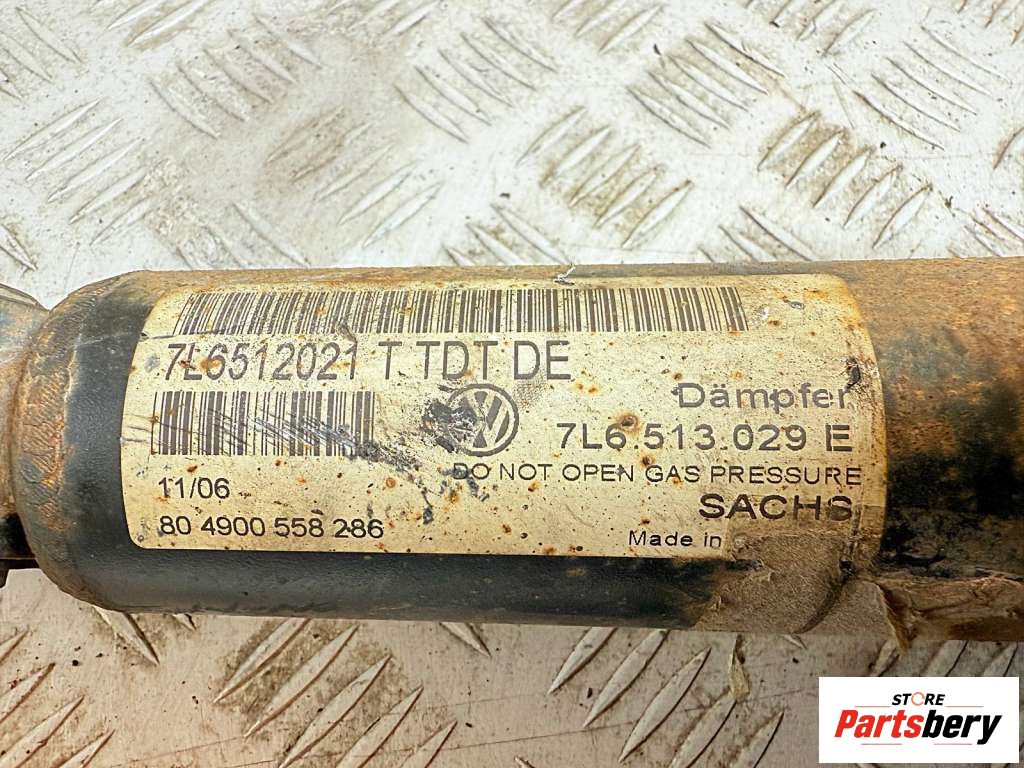 7L6512021 T TDT DE
Dämpfer
7L6 513.029 E
DO NOT OPEN GAS PRESSURE
11/06
SACHS
80 4900 558 286
Made in
STORE
Partsbery